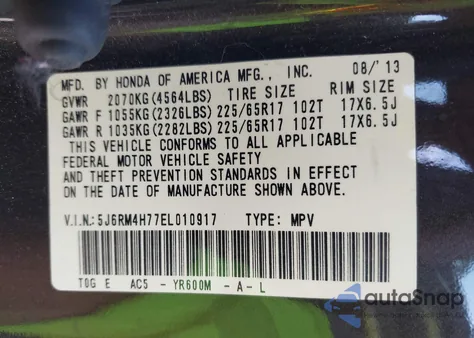 MFD. BY HONDA OF AMERICA MFG., INC. 08/'13
GVWR 2070KG(4564LBS) TIRE SIZE RIM SIZE
GAWR F 1055KG(2326LBS) 225/65R17 102T 17X6.5J
GAWR R 1035KG(2282LBS) 225/65R17 102T 17X6.5J
THIS VEHICLE CONFORMS TO ALL APPLICABLE
FEDERAL MOTOR VEHICLE SAFETY
AND THEFT PREVENTION STANDARDS IN EFFECT
ON THE DATE OF MANUFACTURE SHOWN ABOVE.
V.I.N.:5J6RM4H77EL010917 TYPE: MPV
T0G E AC5 - YR600M - A - L
autoSnap